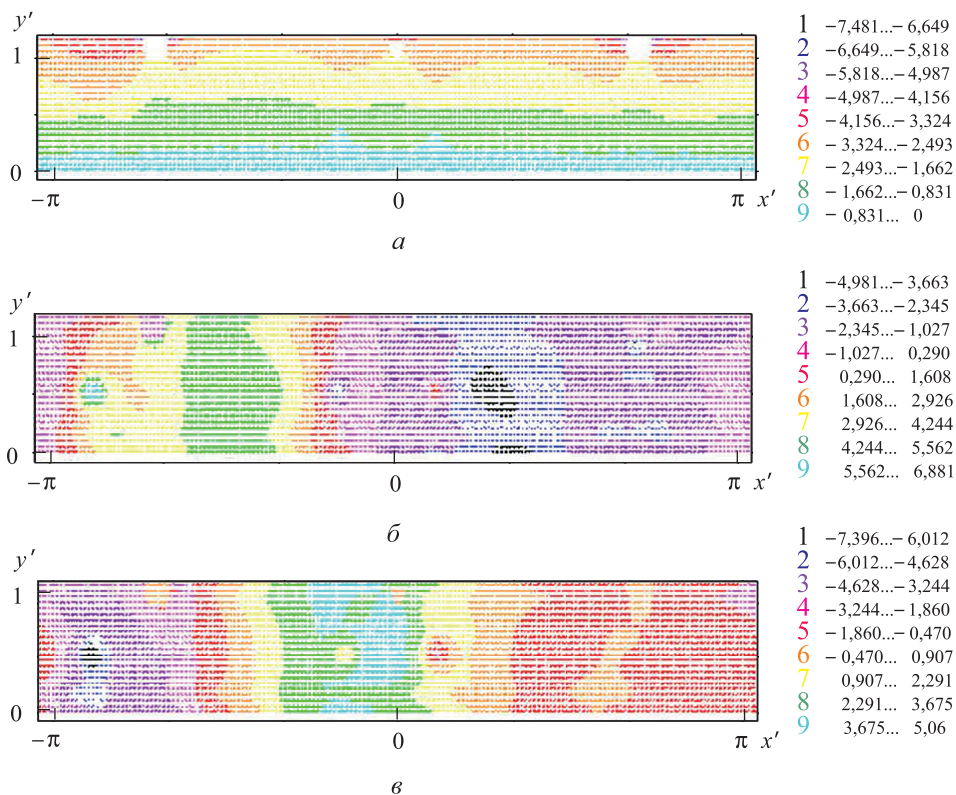 y′
1
0
−π
0
π x′
а
1 −7,481...− 6,649
2 −6,649...− 5,818
3 −5,818...− 4,987
4 −4,987...− 4,156
5 −4,156...− 3,324
6 −3,324...− 2,493
7 −2,493...− 1,662
8 − 1,662...− 0,831
9 − 0,831... 0
y′
1
0
−π
0
π x′
б
1 −4,981...− 3,663
2 −3,663...− 2,345
3 −2,345...− 1,027
4 −1,027... 0,290
5 0,290... 1,608
6 1,608... 2,926
7 2,926... 4,244
8 4,244... 5,562
9 5,562... 6,881
y′
1
0
−π
0
π x′
в
1 −7,396...− 6,012
2 −6,012... −4,628
3 −4,628... −3,244
4 −3,244... −1,860
5 −1,860...−0,470
6 − 0,470... 0,907
7 0,907... 2,291
8 2,291... 3,675
9 3,675... 5,06